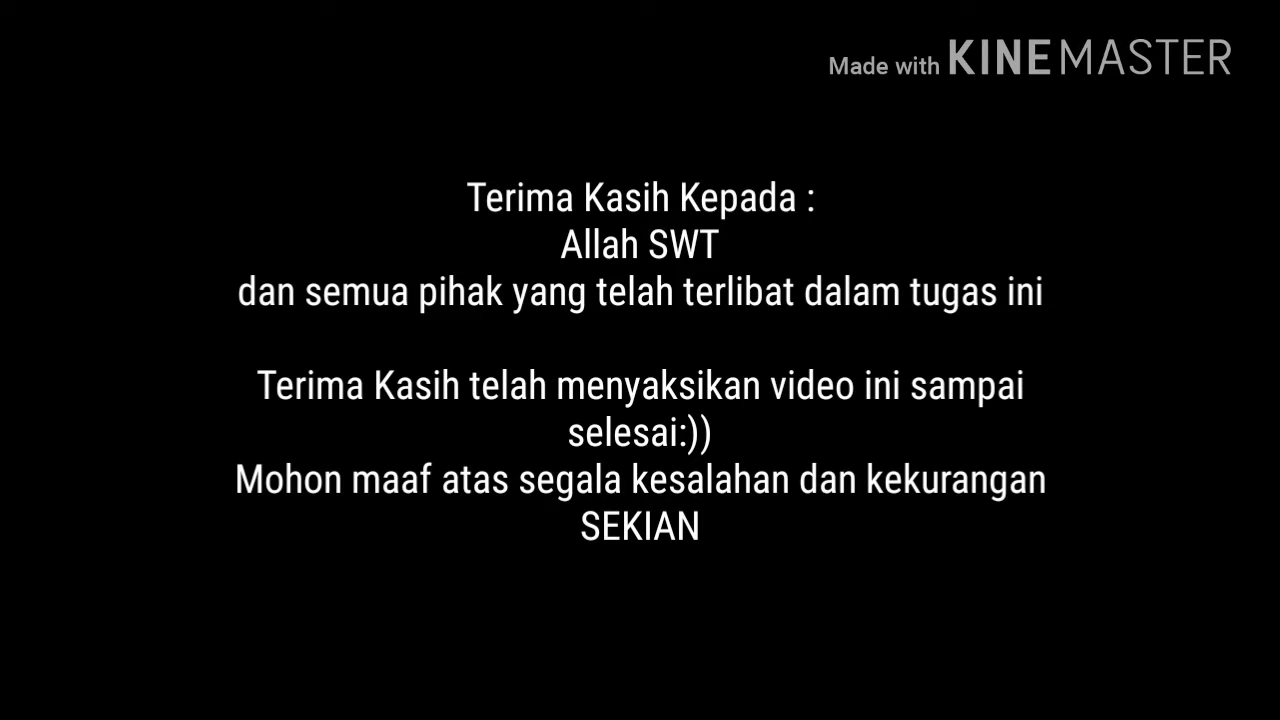 Made with KINEMASTER
Terima Kasih Kepada :
Allah SWT
dan semua pihak yang telah terlibat dalam tugas ini
Terima Kasih telah menyaksikan video ini sampai
selesai:))
Mohon maaf atas segala kesalahan dan kekurangan
SEKIAN